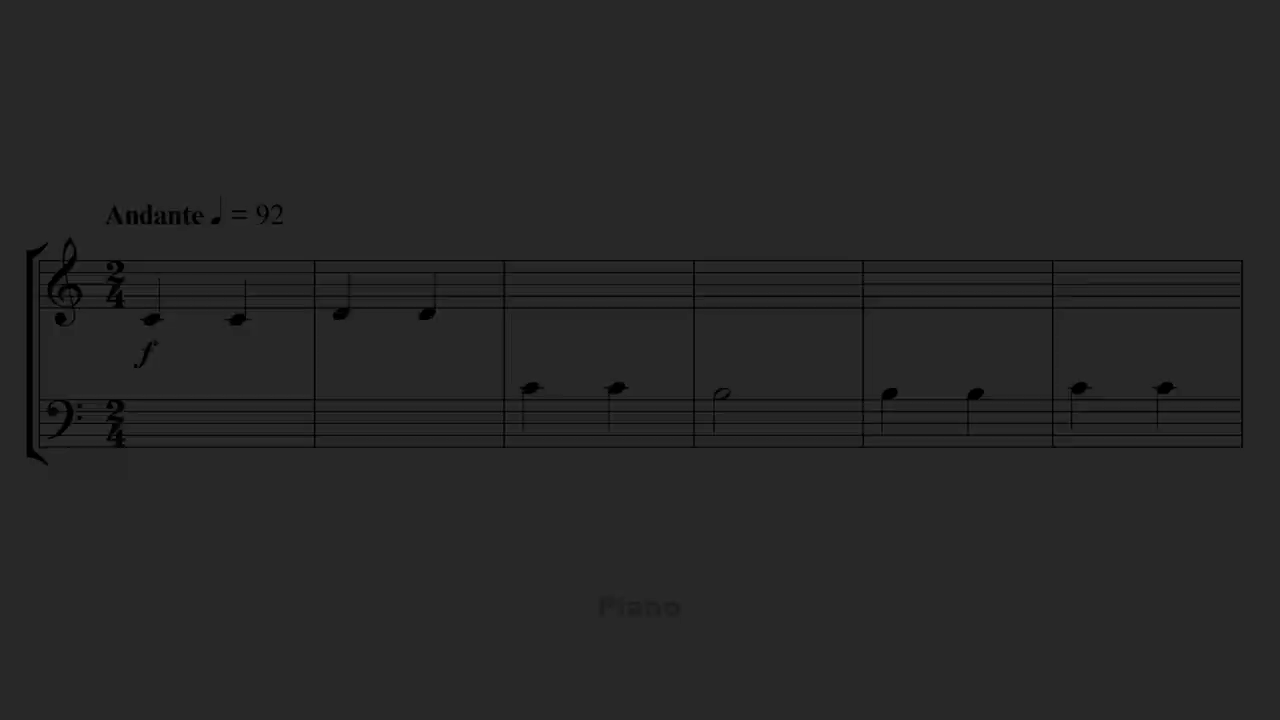 Andante ♩ = 92
2 4
f
2 4
Piano